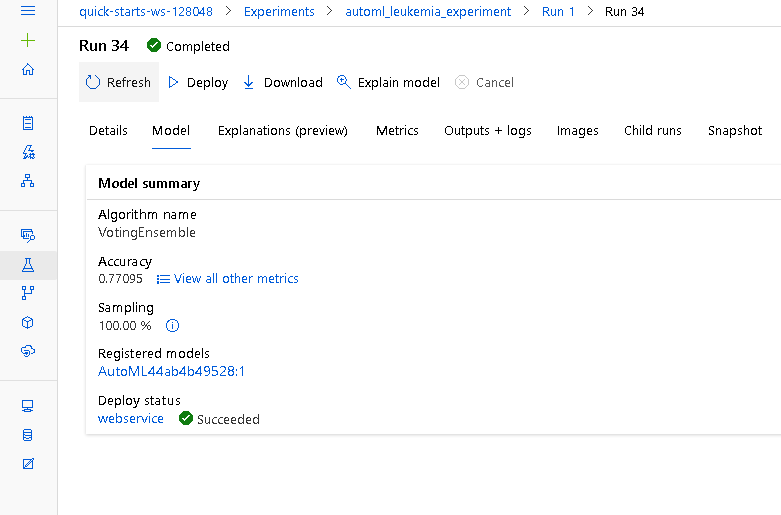 quick-starts-ws-128048 > Experiments > automl_leukemia_experiment > Run 1 > Run 34
Run 34 Completed
Refresh Deploy Download Explain model Cancel
Details Model Explanations (preview) Metrics Outputs + logs Images Child runs Snapshot
Model summary
Algorithm name
VotingEnsemble
Accuracy
0.77095 View all other metrics
Sampling
100.00 %
Registered models
AutoML44ab4b49528:1
Deploy status
webservice Succeeded